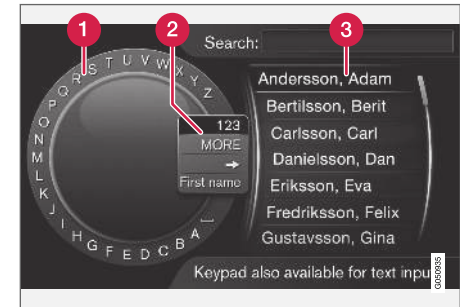 1
2
3
Search:
A B C D E F G H I J K L M N O P Q R S T U V W X Y Z
123
MORE
➞
First name
Andersson, Adam
Bertilsson, Berit
Carlsson, Carl
Danielsson, Dan
Eriksson, Eva
Fredriksson, Felix
Gustavsson, Gina
Keypad also available for text input
G050935